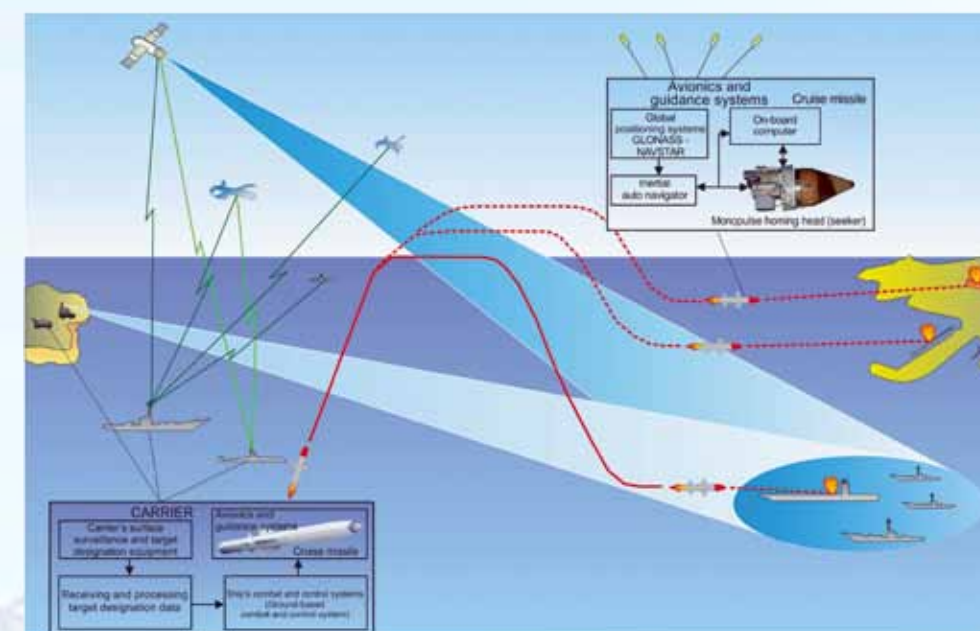 Avionics and
guidance systems
Cruise missile
Global
positioning systems
GLONASS -
NAVSTAR
On-board
computer
Inertial
auto navigator
Monopulse homing head (seeker)
CARRIER
Carrier's surface
surveillance and target
designation equipment
Avionics and
guidance systems
Cruise missile
Receiving and processing
target designation data
Ship's combat and control systems
(Ground-based
combat and control system)